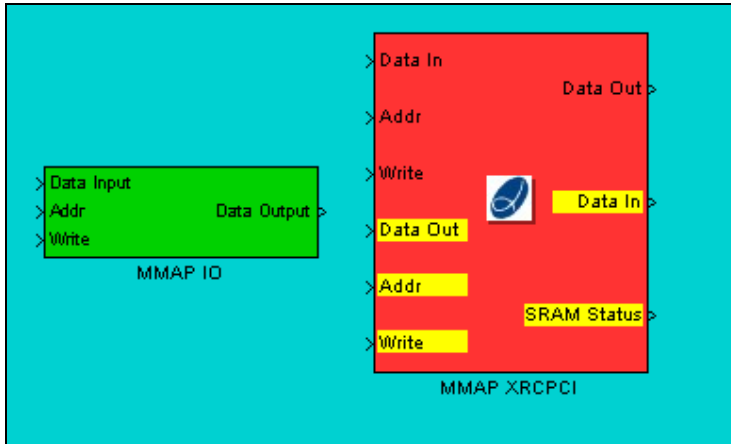 Data Input
Addr
Write
Data Output
MMAP IO
Data In
Addr
Write
Data Out
Addr
Write
Data Out
Data In
SRAM Status
MMAP XRCPCI